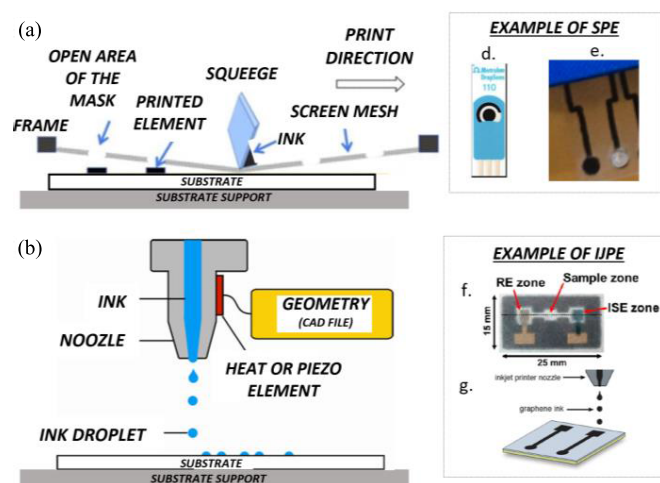 (a)
OPEN AREA
OF THE
MASK
PRINTED
ELEMENT
SQUEEGE
PRINT
DIRECTION
SCREEN MESH
FRAME
INK
SUBSTRATE
SUBSTRATE SUPPORT
EXAMPLE OF SPE
d.
e.
110
(b)
INK
NOOZLE
GEOMETRY
(CAD FILE)
HEAT OR PIEZO
ELEMENT
INK DROPLET
SUBSTRATE
SUBSTRATE SUPPORT
EXAMPLE OF IJPE
RE zone
Sample zone
f.
ISE zone
15 mm
25 mm
g.
inkjet printer nozzle
graphene ink